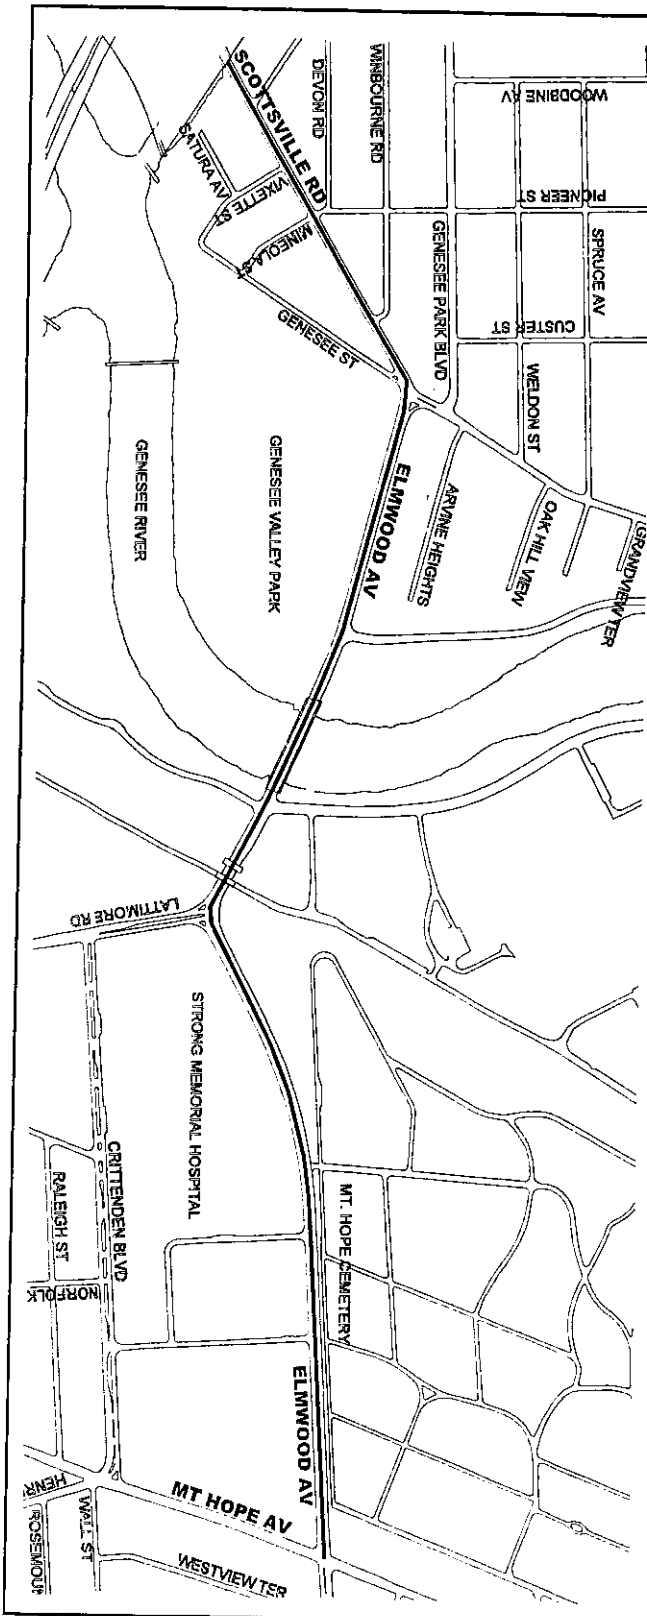 SCOTTSVILLE RD
DEVON RD
WINBOURNE RD
WOODBINE AV
SATURA AV
VIXETTE ST
MINEOLA ST
PIONEER ST
SPRUCE AV
GENESEE PARK BLVD
CUSTER ST
GENESEE ST
WELDON ST
GENESEE RIVER
GENESEE VALLEY PARK
ELMWOOD AV
ARVINE HEIGHTS
OAK HILL VIEW
GRANDVIEW TER
LATTIMORE RD
STRONG MEMORIAL HOSPITAL
CRITTENDEN BLVD
RALEIGH ST
NORFOLK
MT. HOPE CEMETERY
ELMWOOD AV
MT HOPE AV
HENR
WALL ST
ROSEMOU
WESTVIEW TER